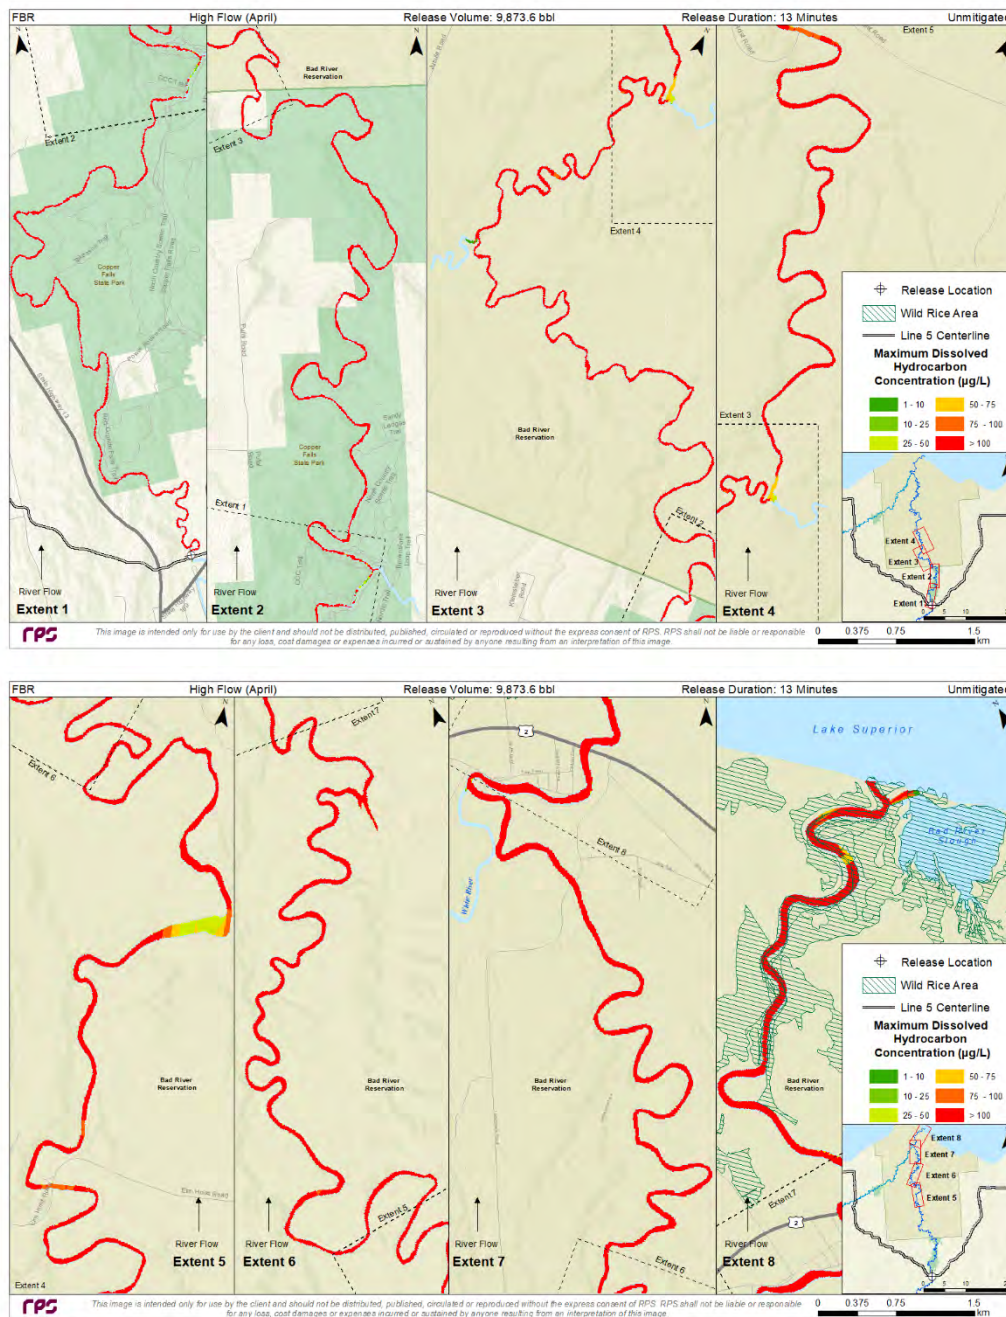 FBR High Flow (April) Release Volume: 9,873.6 bbl Release Duration: 13 Minutes Unmitigated
Extent 2
Copper
Falls
State Park
River Flow
Extent 1
Bad River
Reservation
Extent 3
Copper
Falls
State Park
Extent 1
River Flow
Extent 2
Extent 4
Bad River
Reservation
Extent 2
River Flow
Extent 3
Extent 5
Extent 3
River Flow
Extent 4
Release Location
Wild Rice Area
Line 5 Centerline
Maximum Dissolved
Hydrocarbon
Concentration (µg/L)
1 - 10 50 - 75
10 - 25 75 - 100
25 - 50 > 100
Extent 4
Extent 3
Extent 2
Extent 1
rps
This image is intended only for use by the client and should not be distributed, published, circulated or reproduced without the express consent of RPS. RPS shall not be liable or responsible
for any loss, cost damages or expenses incurred or sustained by anyone resulting from an interpretation of this image.
0 0.375 0.75 1.5
km
FBR High Flow (April) Release Volume: 9,873.6 bbl Release Duration: 13 Minutes Unmitigated
Extent 6
Bad River
Reservation
Elm Hoist Road
River Flow
Extent 5
Extent 4
Extent 7
Bad River
Reservation
Extent 5
River Flow
Extent 6
2
Extent 8
White River
Bad River
Reservation
River Flow
Extent 7
Extent 6
Lake Superior
Bad River
Slough
Bad River
Reservation
Extent 7
River Flow
2
Extent 8
Release Location
Wild Rice Area
Line 5 Centerline
Maximum Dissolved
Hydrocarbon
Concentration (µg/L)
1 - 10 50 - 75
10 - 25 75 - 100
25 - 50 > 100
Extent 8
Extent 7
Extent 6
Extent 5
rps
This image is intended only for use by the client and should not be distributed, published, circulated or reproduced without the express consent of RPS. RPS shall not be liable or responsible
for any loss, cost damages or expenses incurred or sustained by anyone resulting from an interpretation of this image.
0 0.375 0.75 1.5
km